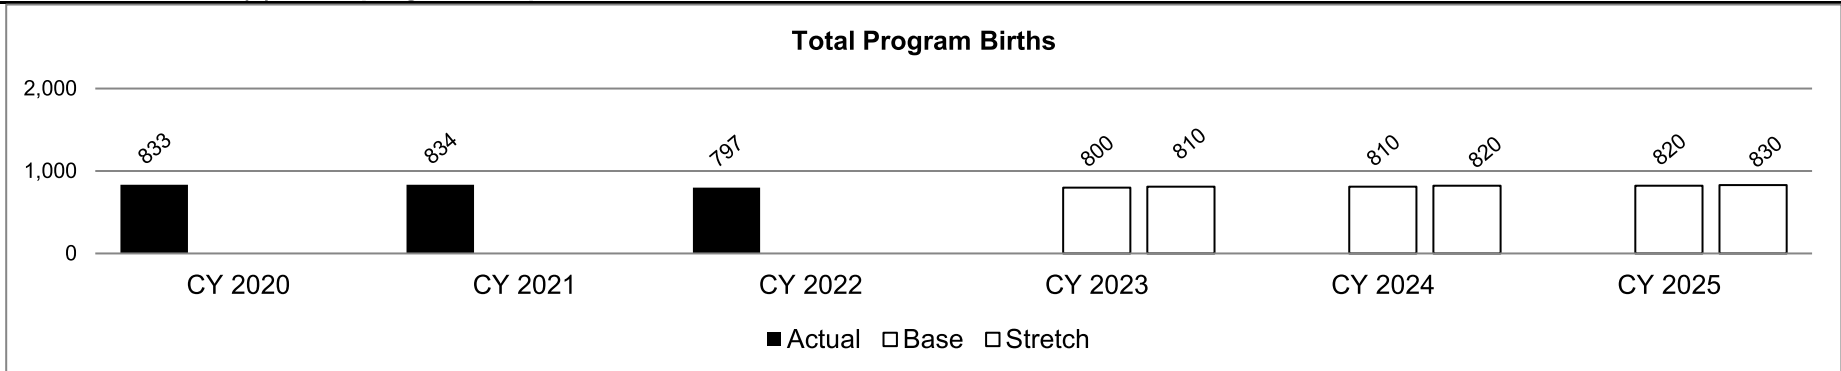 Total Program Births
2,000
1,000
0
833
834
797
800
810
810
820
820
830
CY 2020
CY 2021
CY 2022
CY 2023
CY 2024
CY 2025
Actual
Base
Stretch